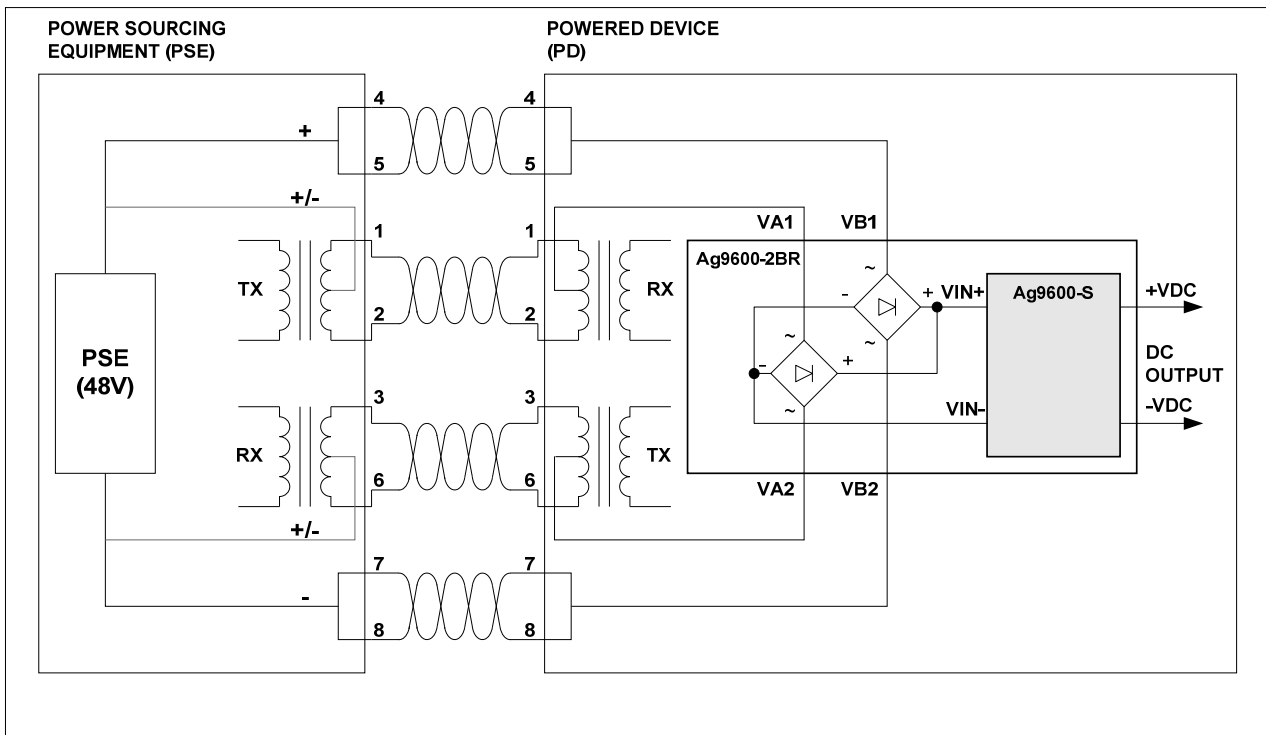 POWER SOURCING
EQUIPMENT (PSE)
POWERED DEVICE
(PD)
4
4
+
5
5
+/-
1
1
VA1
VB1
TX
RX
Ag9600-2BR
~
-
+
VIN+
Ag9600-S
+VDC
2
2
~
~
PSE
(48V)
-
+
DC
OUTPUT
3
3
~
VIN-
-VDC
RX
TX
6
6
VA2
VB2
+/-
7
7
-
8
8